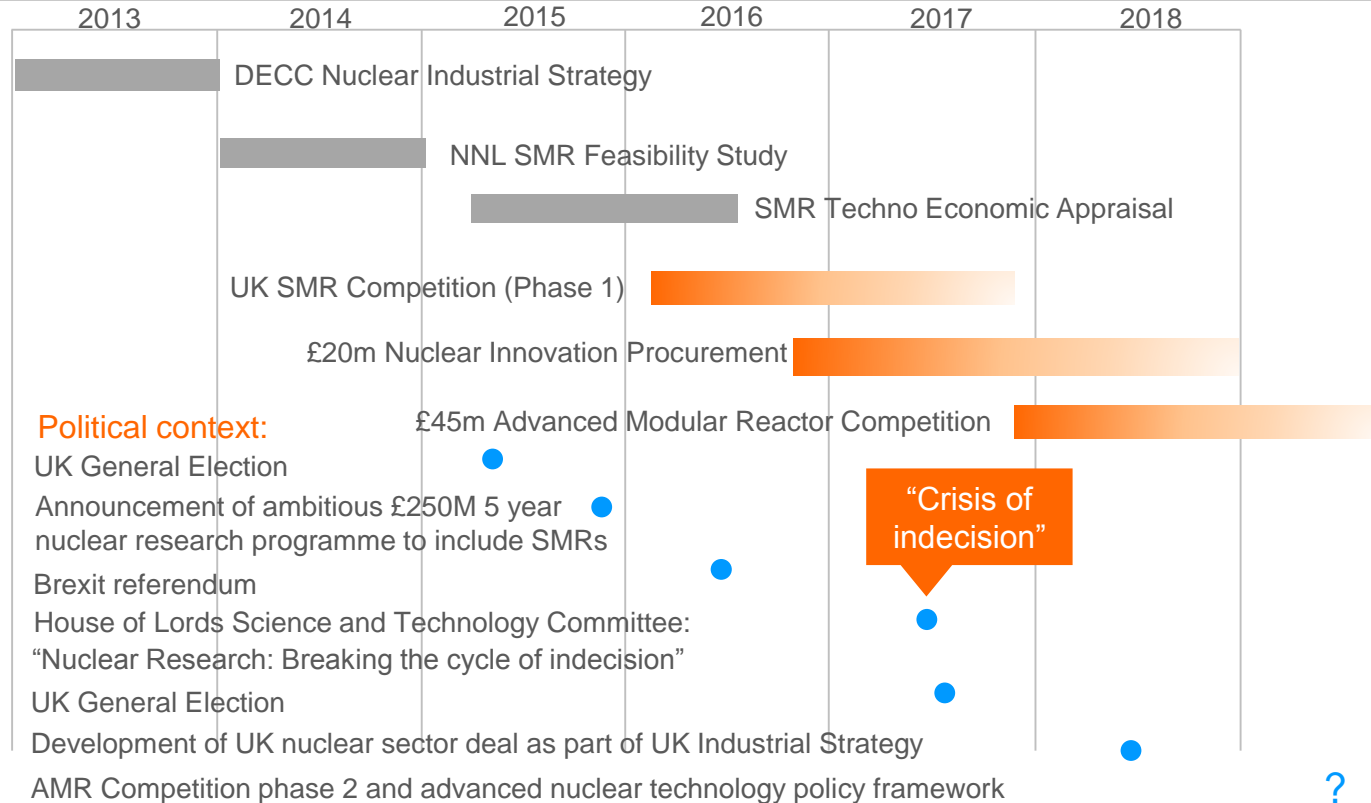 2013 2014 2015 2016 2017 2018
DECC Nuclear Industrial Strategy
NNL SMR Feasibility Study
SMR Techno Economic Appraisal
UK SMR Competition (Phase 1)
£20m Nuclear Innovation Procurement
£45m Advanced Modular Reactor Competition
Political context:
UK General Election
Announcement of ambitious £250M 5 year
nuclear research programme to include SMRs
“Crisis of
indecision”
Brexit referendum
House of Lords Science and Technology Committee:
“Nuclear Research: Breaking the cycle of indecision”
UK General Election
Development of UK nuclear sector deal as part of UK Industrial Strategy
AMR Competition phase 2 and advanced nuclear technology policy framework ?